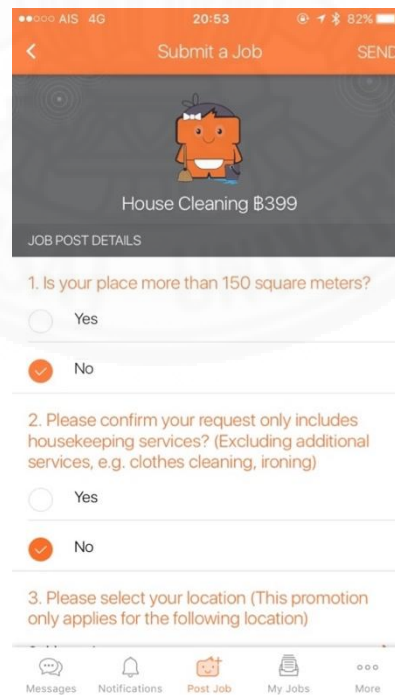 AIS 4G 20:53 82%
Submit a Job SEND
House Cleaning ฿399
JOB POST DETAILS
1. Is your place more than 150 square meters?
Yes
No
2. Please confirm your request only includes
housekeeping services? (Excluding additional
services, e.g. clothes cleaning, ironing)
Yes
No
3. Please select your location (This promotion
only applies for the following location)
Messages Notifications Post Job My Jobs More